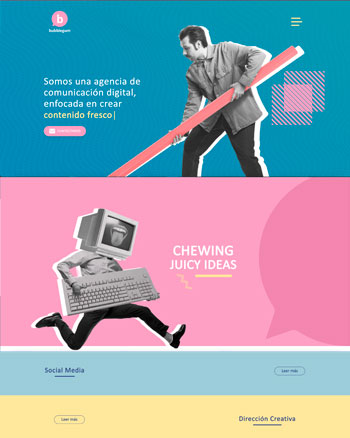 b
bubblegum
Somos una agencia de
comunicación digital,
enfocada en crear
contenido fresco|
CHEWING
JUICY IDEAS
Social Media
Leer más
Leer más
Dirección Creativa